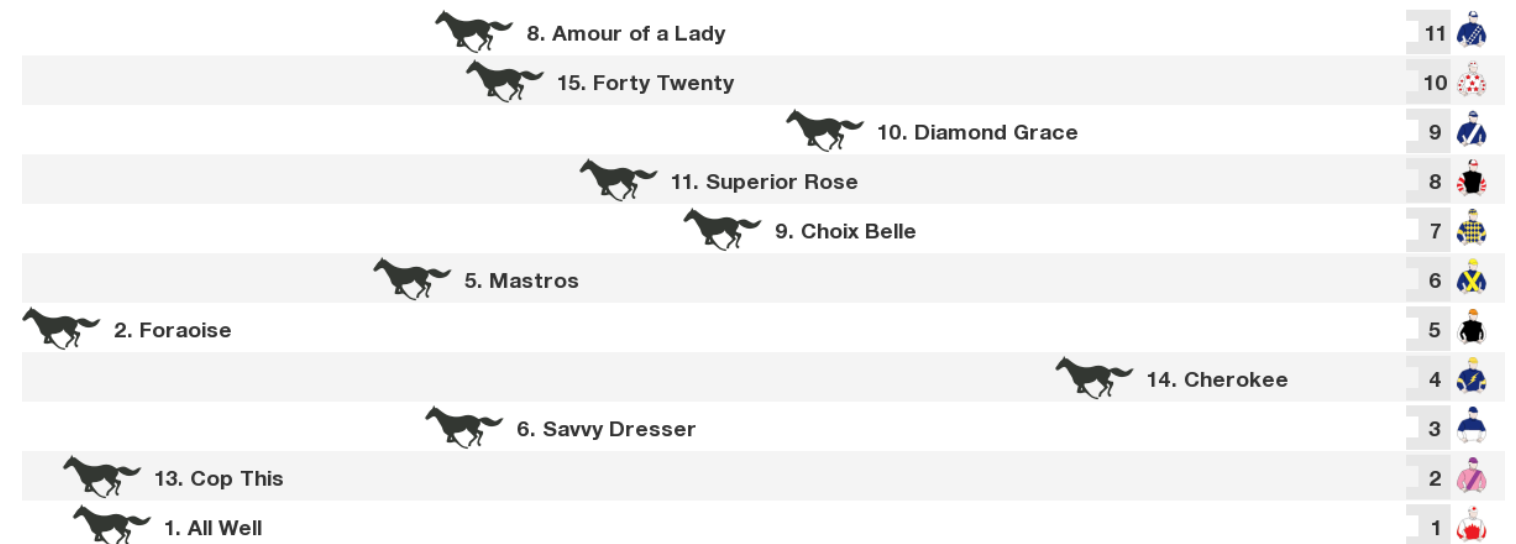 8. Amour of a Lady 11
15. Forty Twenty 10
10. Diamond Grace 9
11. Superior Rose 8
9. Choix Belle 7
5. Mastros 6
2. Foraoise 5
14. Cherokee 4
6. Savvy Dresser 3
13. Cop This 2
1. All Well 1